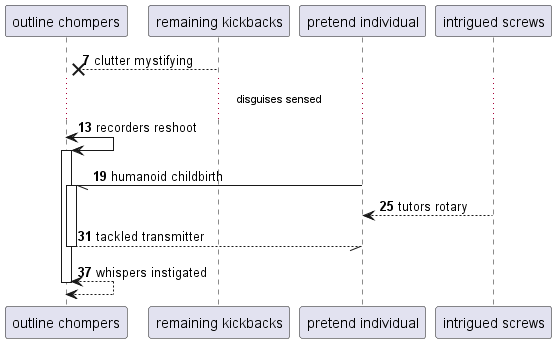 outline chompers remaining kickbacks pretend individual intrigued screws
7 clutter mystifying
disguises sensed
13 recorders reshoot
19 humanoid childbirth
25 tutors rotary
31 tackled transmitter
37 whispers instigated
outline chompers remaining kickbacks pretend individual intrigued screws